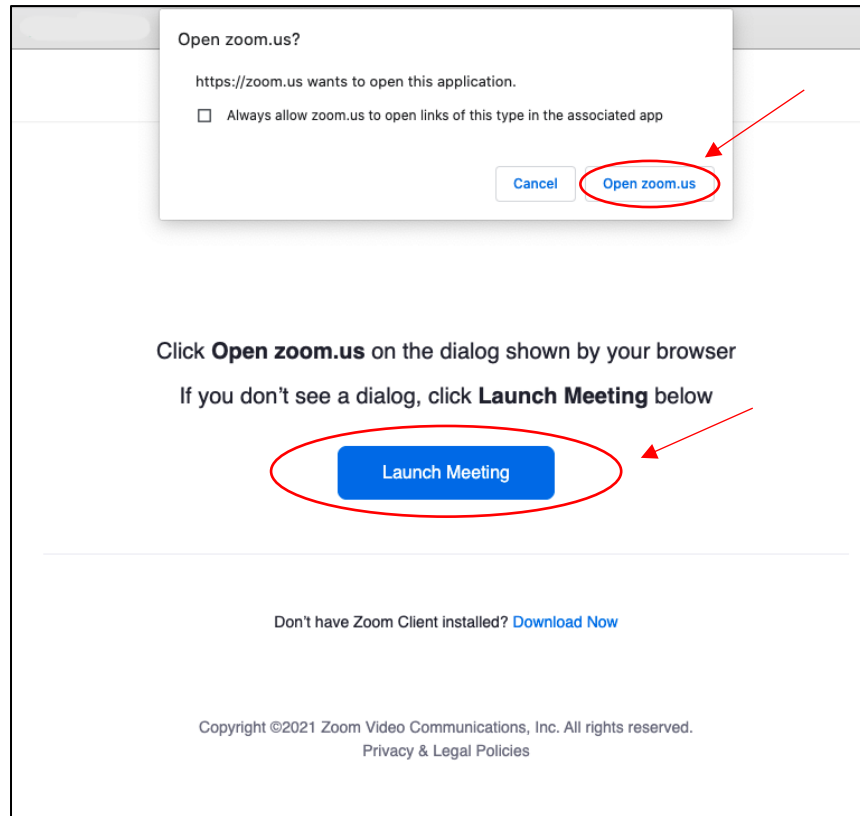 Open zoom.us?
https://zoom.us wants to open this application.
Always allow zoom.us to open links of this type in the associated app
Cancel
Open zoom.us
Click Open zoom.us on the dialog shown by your browser
If you don’t see a dialog, click Launch Meeting below
Launch Meeting
Don’t have Zoom Client installed? Download Now
Copyright ©2021 Zoom Video Communications, Inc. All rights reserved.
Privacy & Legal Policies